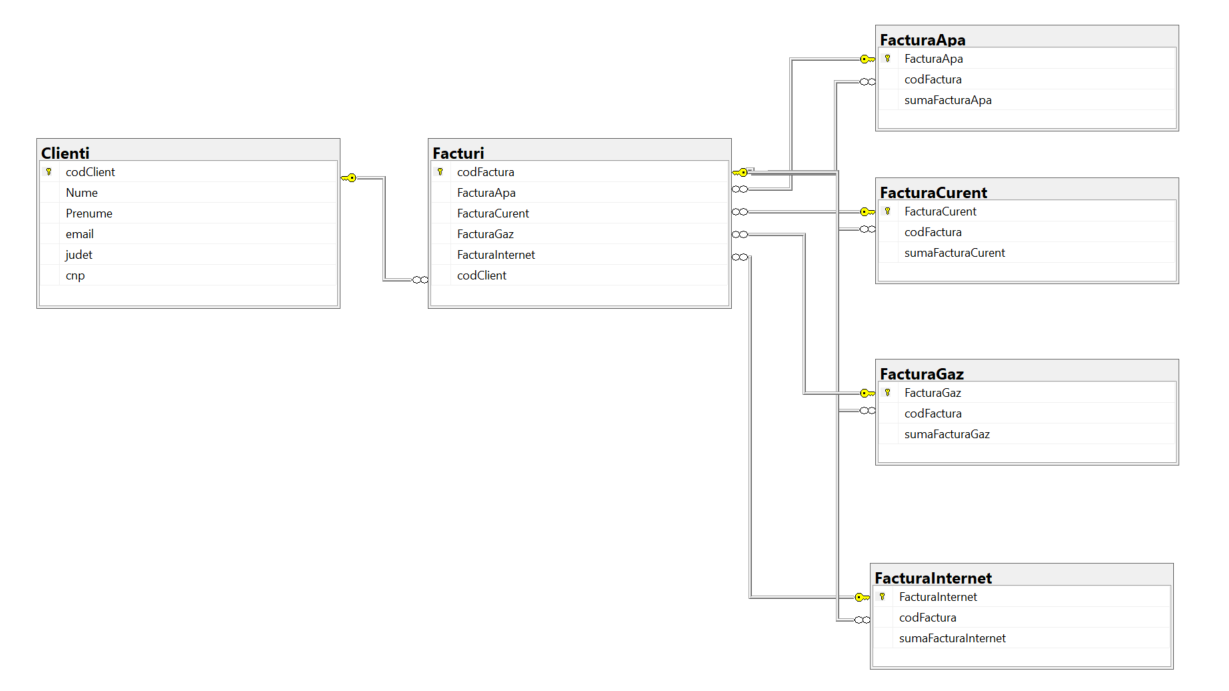 Clienti
codClient
Nume
Prenume
email
judet
cnp
Facturi
codFactura
FacturaApa
FacturaCurent
FacturaGaz
FacturaInternet
codClient
FacturaApa
FacturaApa
codFactura
sumaFacturaApa
FacturaCurent
FacturaCurent
codFactura
sumaFacturaCurent
FacturaGaz
FacturaGaz
codFactura
sumaFacturaGaz
FacturaInternet
FacturaInternet
codFactura
sumaFacturaInternet